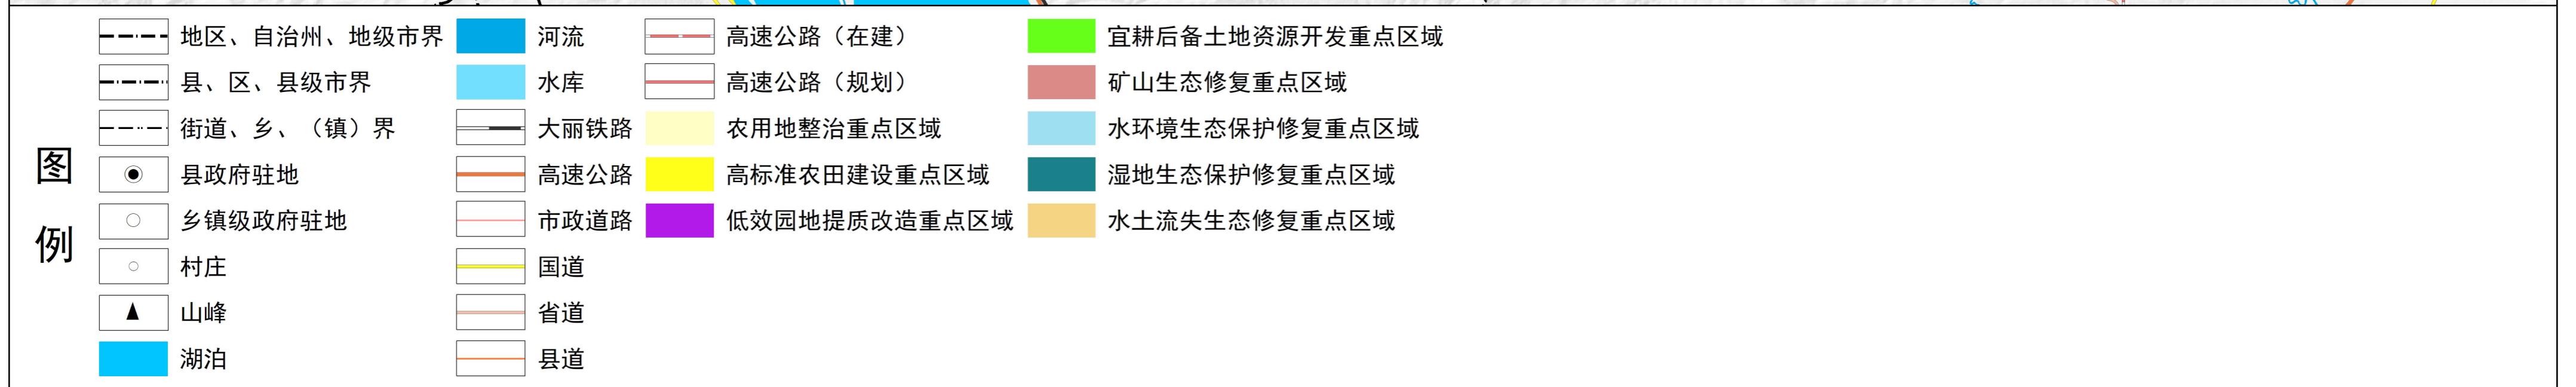 图例
地区、自治州、地级市界
县、区、县级市界
街道、乡、（镇）界
县政府驻地
乡镇级政府驻地
村庄
山峰
湖泊
河流
水库
大丽铁路
高速公路
市政道路
国道
省道
县道
高速公路（在建）
高速公路（规划）
农用地整治重点区域
高标准农田建设重点区域
低效园地提质改造重点区域
宜耕后备土地资源开发重点区域
矿山生态修复重点区域
水环境生态保护修复重点区域
湿地生态保护修复重点区域
水土流失生态修复重点区域